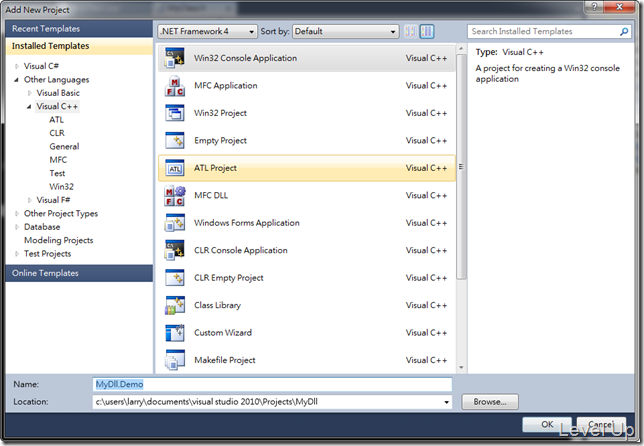 Add New Project
Recent Templates
Installed Templates
Visual C#
Other Languages
Visual Basic
Visual C++
ATL
CLR
General
MFC
Test
Win32
Visual F#
Other Project Types
Database
Modeling Projects
Test Projects
Online Templates
.NET Framework 4 Sort by: Default
Win32 Console Application Visual C++
MFC Application Visual C++
Win32 Project Visual C++
Empty Project Visual C++
ATL Project Visual C++
MFC DLL Visual C++
Windows Forms Application Visual C++
CLR Console Application Visual C++
CLR Empty Project Visual C++
Class Library Visual C++
Custom Wizard Visual C++
Makefile Project Visual C++
Search Installed Templates
Type: Visual C++
A project for creating a Win32 console
application
Name: MyDll.Demo
Location: c:\users\larry\documents\visual studio 2010\Projects\MyDll Browse...
OK Cancel
Level Up